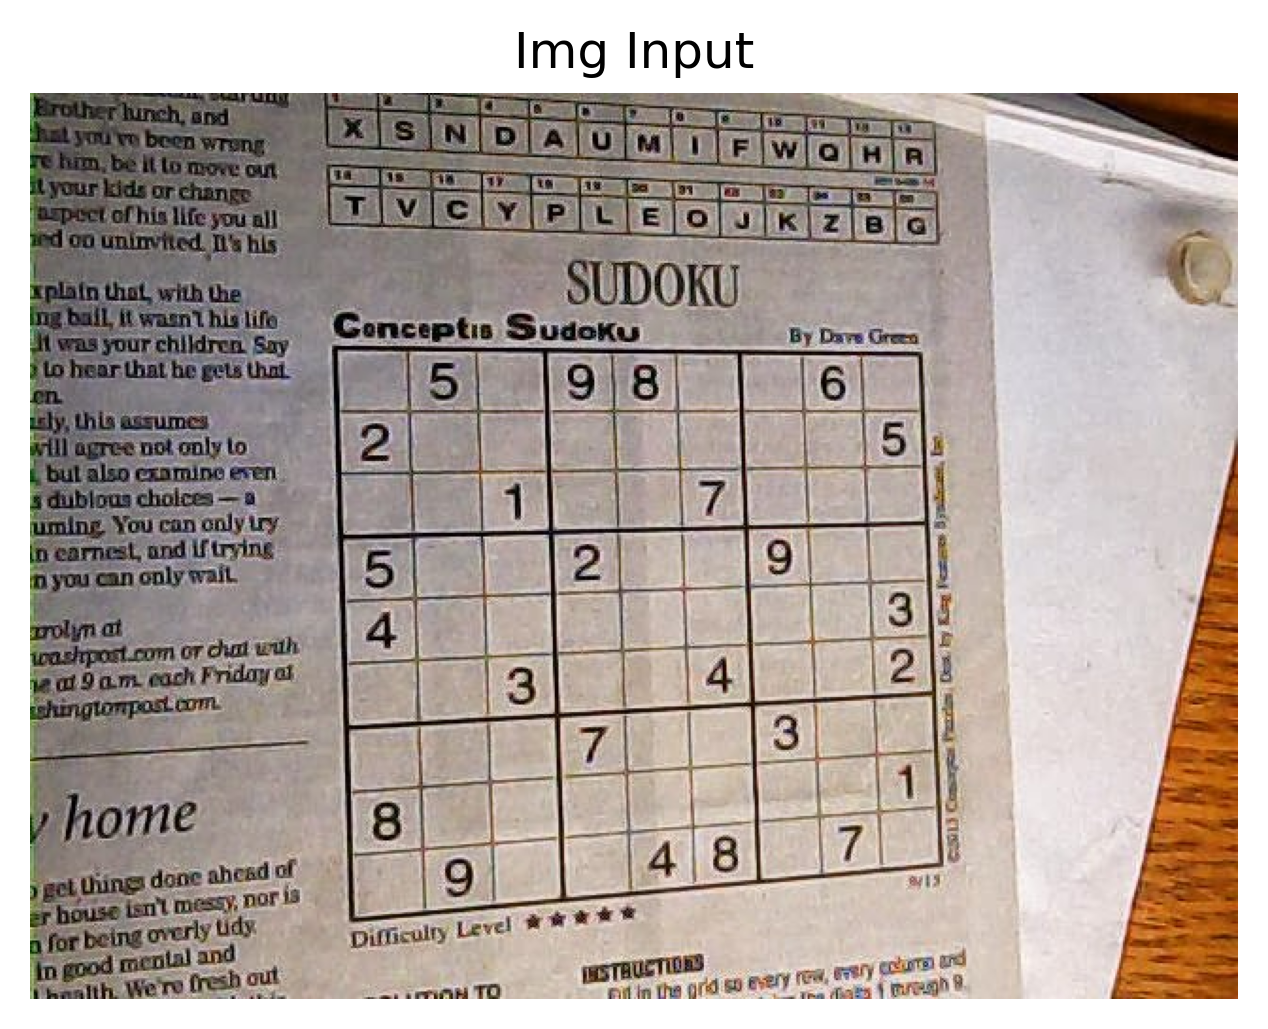 Img Input
Brother lunch, and
hat you've been wrong
re him, be it to move out
t your kids or change
aspect of his life you all
ed on uninvited. It's his
xplain that, with the
ing bail, it wasn't his life
it was your children. Say
to hear that he gets that.
en.
sly, this assumes
will agree not only to
but also examine even
s dubious choices — a
uming. You can only try
n earnest, and if trying
n you can only wait.
arolyn at
washpost.com or chat with
ne at 9 a.m. each Friday at
shingtonpost.com.
y home
get things done ahead of
er house isn't messy, nor is
n for being overly tidy.
in good mental and
health. We're fresh out
1 2 3 4 5 6 7 8 9 10 11 12 13
X S N D A U M I F W Q H R
14 15 16 17 18 19 20 21 22 23 24 25 26
T V C Y P L E O J K Z B G
SUDOKU
Conceptis SudoKu By Dave Green
5 9 8 6
2 5
1 7
5 2 9
4 3
3 4 2
7 3
8 1
9 4 8 7
Difficulty Level ★★★★★ 8/13
©2013 Conceptis Puzzles, Dist. by King Features Syndicate, Inc.
SOLUTION TO
INSTRUCTIONS
Fill in the grid so every row, every column and
the digits 1 through 9.